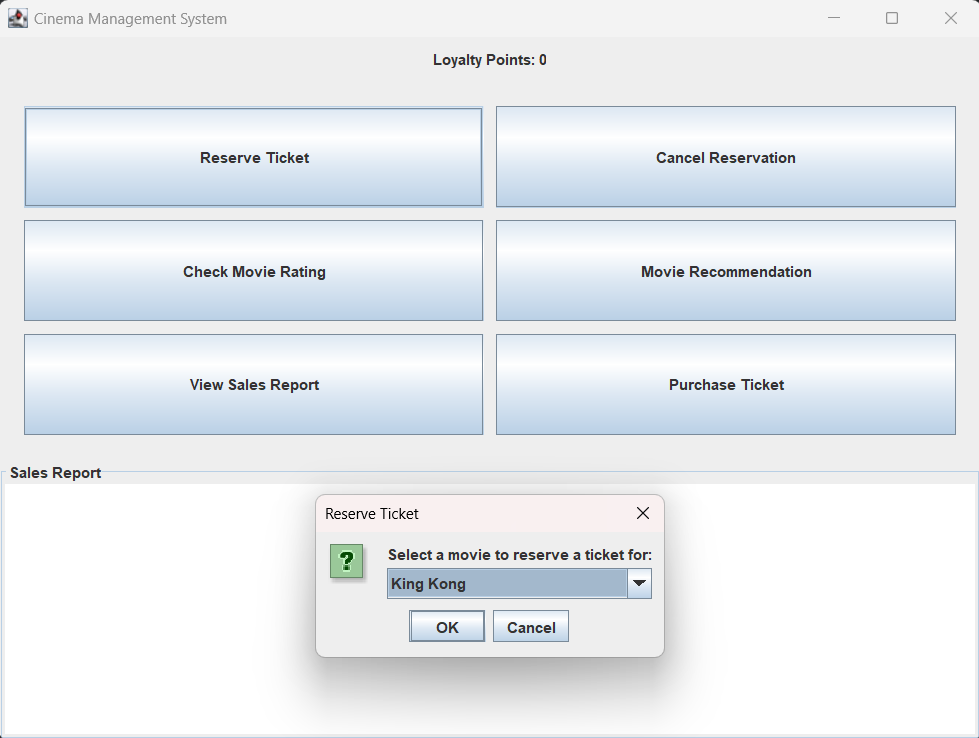 Cinema Management System
Loyalty Points: 0
Reserve Ticket
Cancel Reservation
Check Movie Rating
Movie Recommendation
View Sales Report
Purchase Ticket
Sales Report
Reserve Ticket
?
Select a movie to reserve a ticket for:
King Kong
OK
Cancel